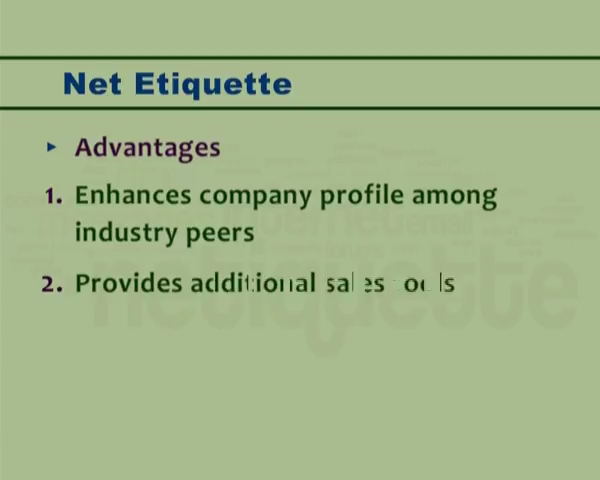 Net Etiquette
▸ Advantages
1. Enhances company profile among
industry peers
2. Provides additional sales